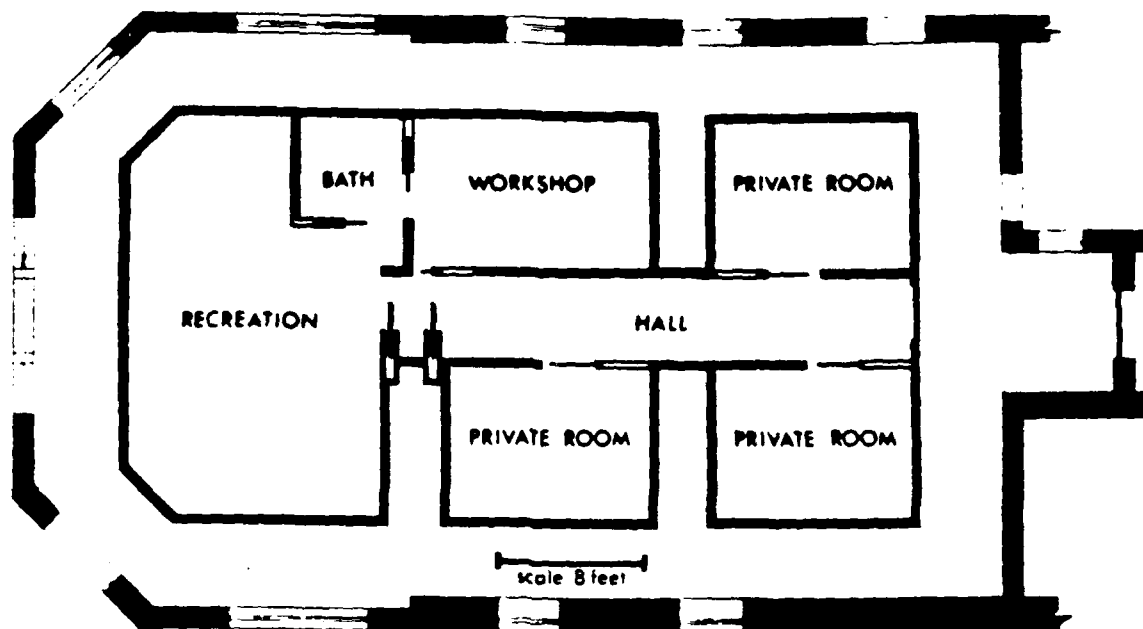 BATH
WORKSHOP
PRIVATE ROOM
RECREATION
HALL
PRIVATE ROOM
PRIVATE ROOM
scale 8 feet